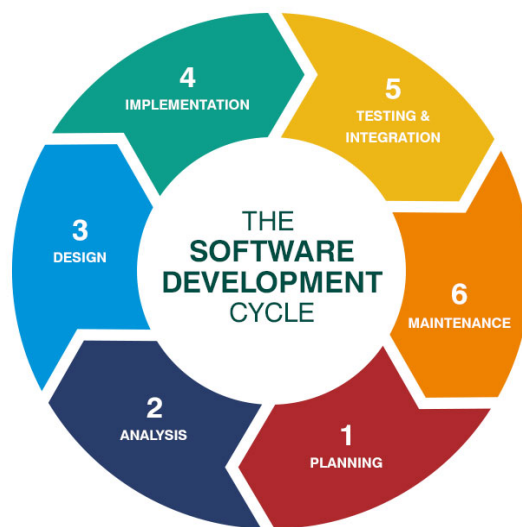 THE
SOFTWARE
DEVELOPMENT
CYCLE
1
PLANNING
2
ANALYSIS
3
DESIGN
4
IMPLEMENTATION
5
TESTING &
INTEGRATION
6
MAINTENANCE